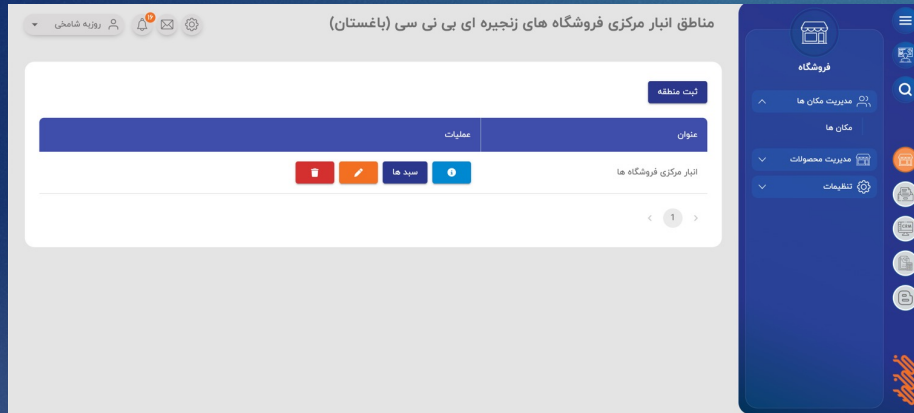 مناطق انبار مرکزی فروشگاه های زنجیره ای بی نی سی (باغستان)
روزبه شامخی
ثبت منطقه
عنوان
عملیات
انبار مرکزی فروشگاه ها
سبد ها
1
فروشگاه
مدیریت مکان ها
مکان ها
مدیریت محصولات
تنظیمات